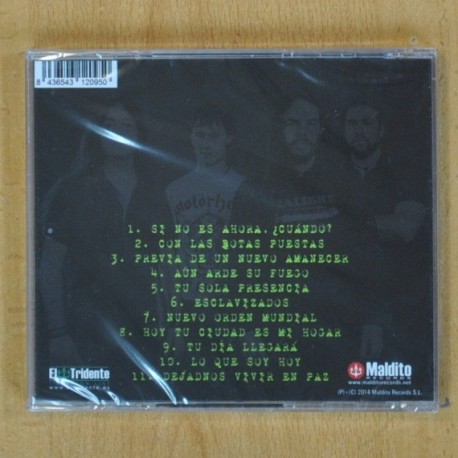 8 436543 120950
Motorhe
1. SI NO ES AHORA, ¿CUÁNDO?
2. CON LAS BOTAS PUESTAS
3. PREVIA DE UN NUEVO AMANECER
4. AÚN ARDE SU FUEGO
5. TU SOLA PRESENCIA
6. ESCLAVIZADOS
7. NUEVO ORDEN MUNDIAL
8. HOY TU CIUDAD ES MI HOGAR
9. TU DÍA LLEGARÁ
10. LO QUE SOY HOY
11. DEJADNOS VIVIR EN PAZ
El Tridente
Maldito
RECORDS
www.malditorecords.net
(P)+(C) 2014 Maldito Records S.L.